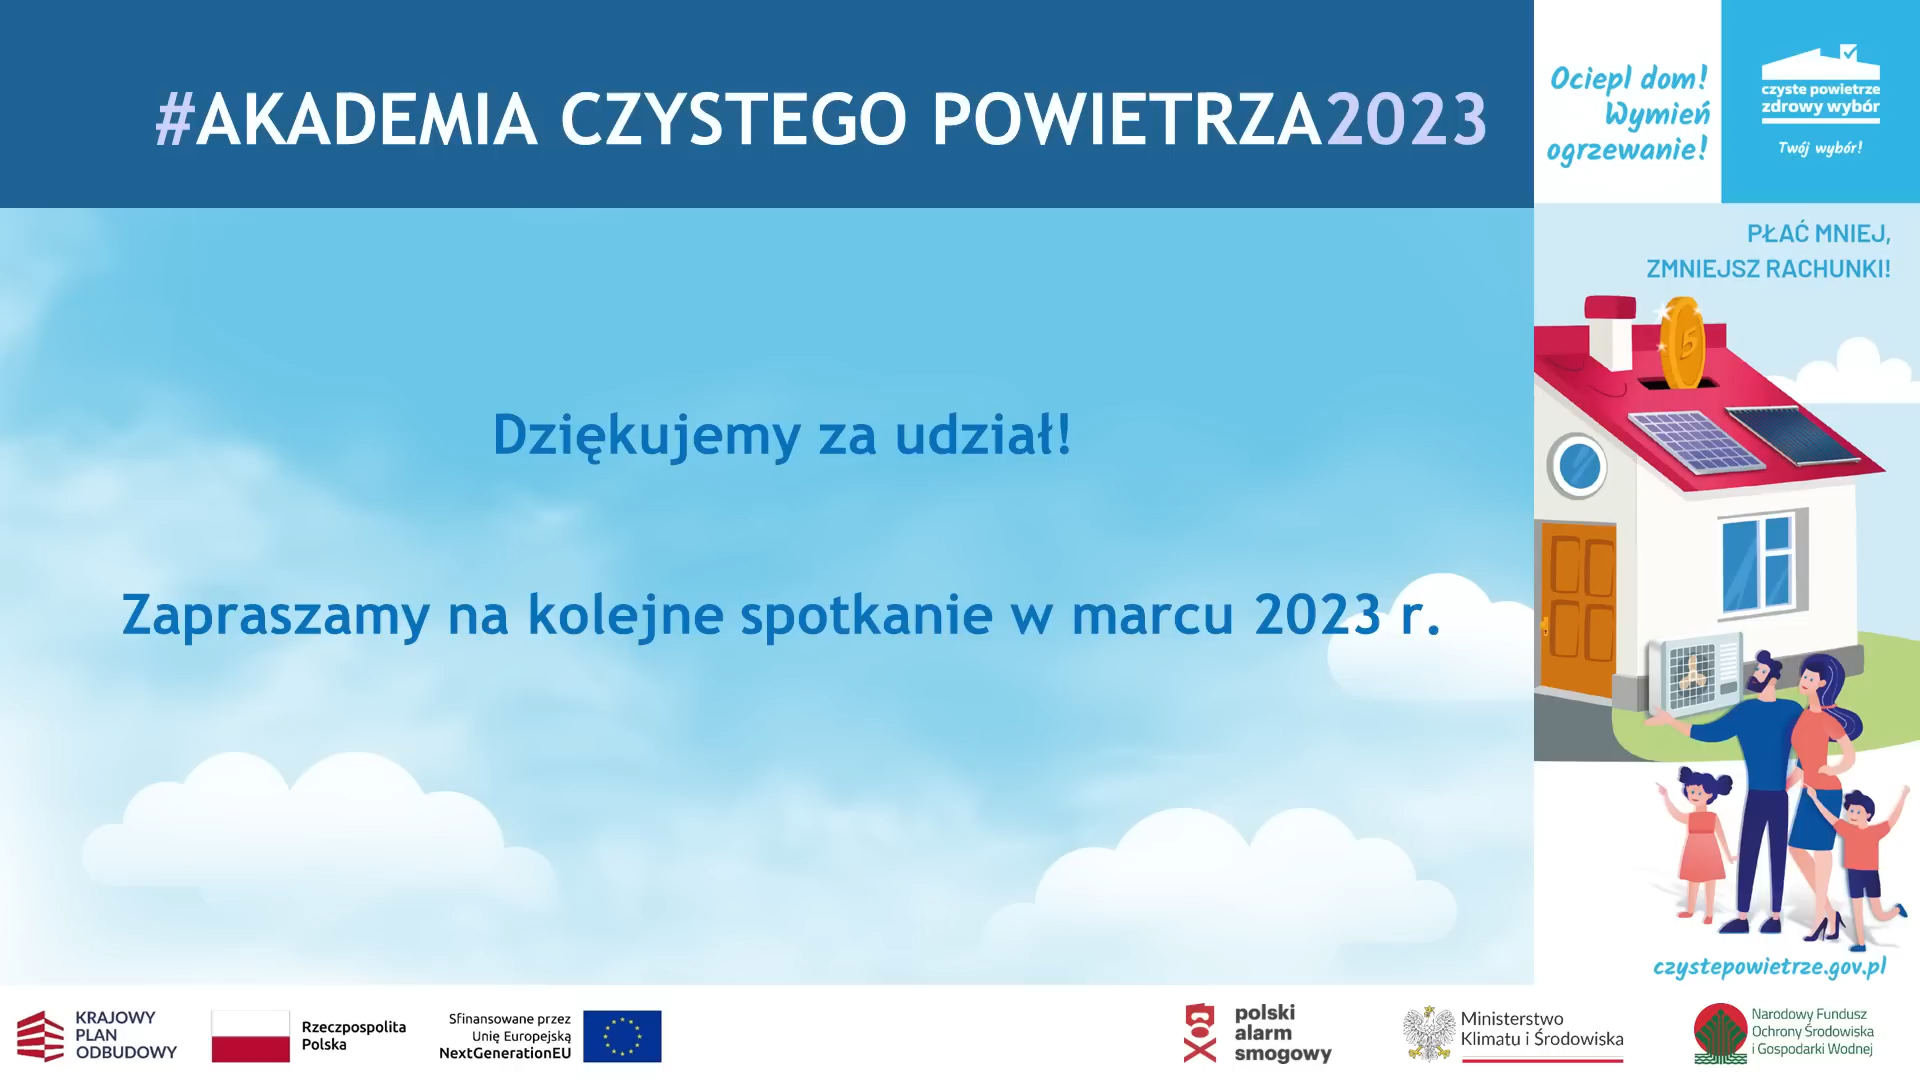 #AKADEMIA CZYSTEGO POWIETRZA2023
Ociepl dom!
Wymień
ogrzewanie!
czyste powietrze
zdrowy wybór
Twój wybór!
PŁAĆ MNIEJ,
ZMNIEJSZ RACHUNKI!
5
Dziękujemy za udział!
Zapraszamy na kolejne spotkanie w marcu 2023 r.
czystepowietrze.gov.pl
KRAJOWY
PLAN
ODBUDOWY
Rzeczpospolita
Polska
Sfinansowane przez
Unię Europejską
NextGenerationEU
polski
alarm
smogowy
Ministerstwo
Klimatu i Środowiska
Narodowy Fundusz
Ochrony Środowiska
i Gospodarki Wodnej